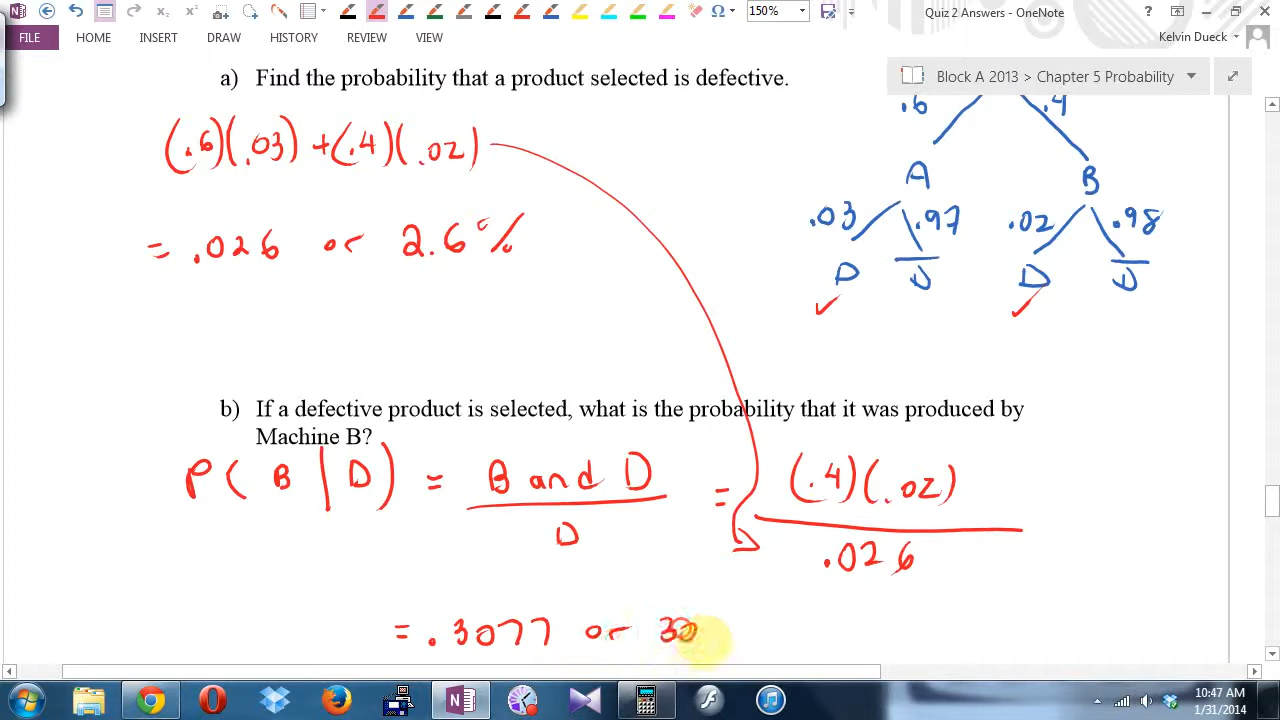 Quiz 2 Answers - OneNote
150%
FILE HOME INSERT DRAW HISTORY REVIEW VIEW
Kelvin Dueck
Block A 2013 > Chapter 5 Probability
a) Find the probability that a product selected is defective.
.6 .4
(.6)(.03) + (.4)(.02)
A B
.03 .97 .02 .98
= .026 or 2.6%
D D̅ D D̅
b) If a defective product is selected, what is the probability that it was produced by
Machine B?
P(B|D) = B and D = (.4)(.02)
D .026
= .3077 or 30
10:47 AM
1/31/2014